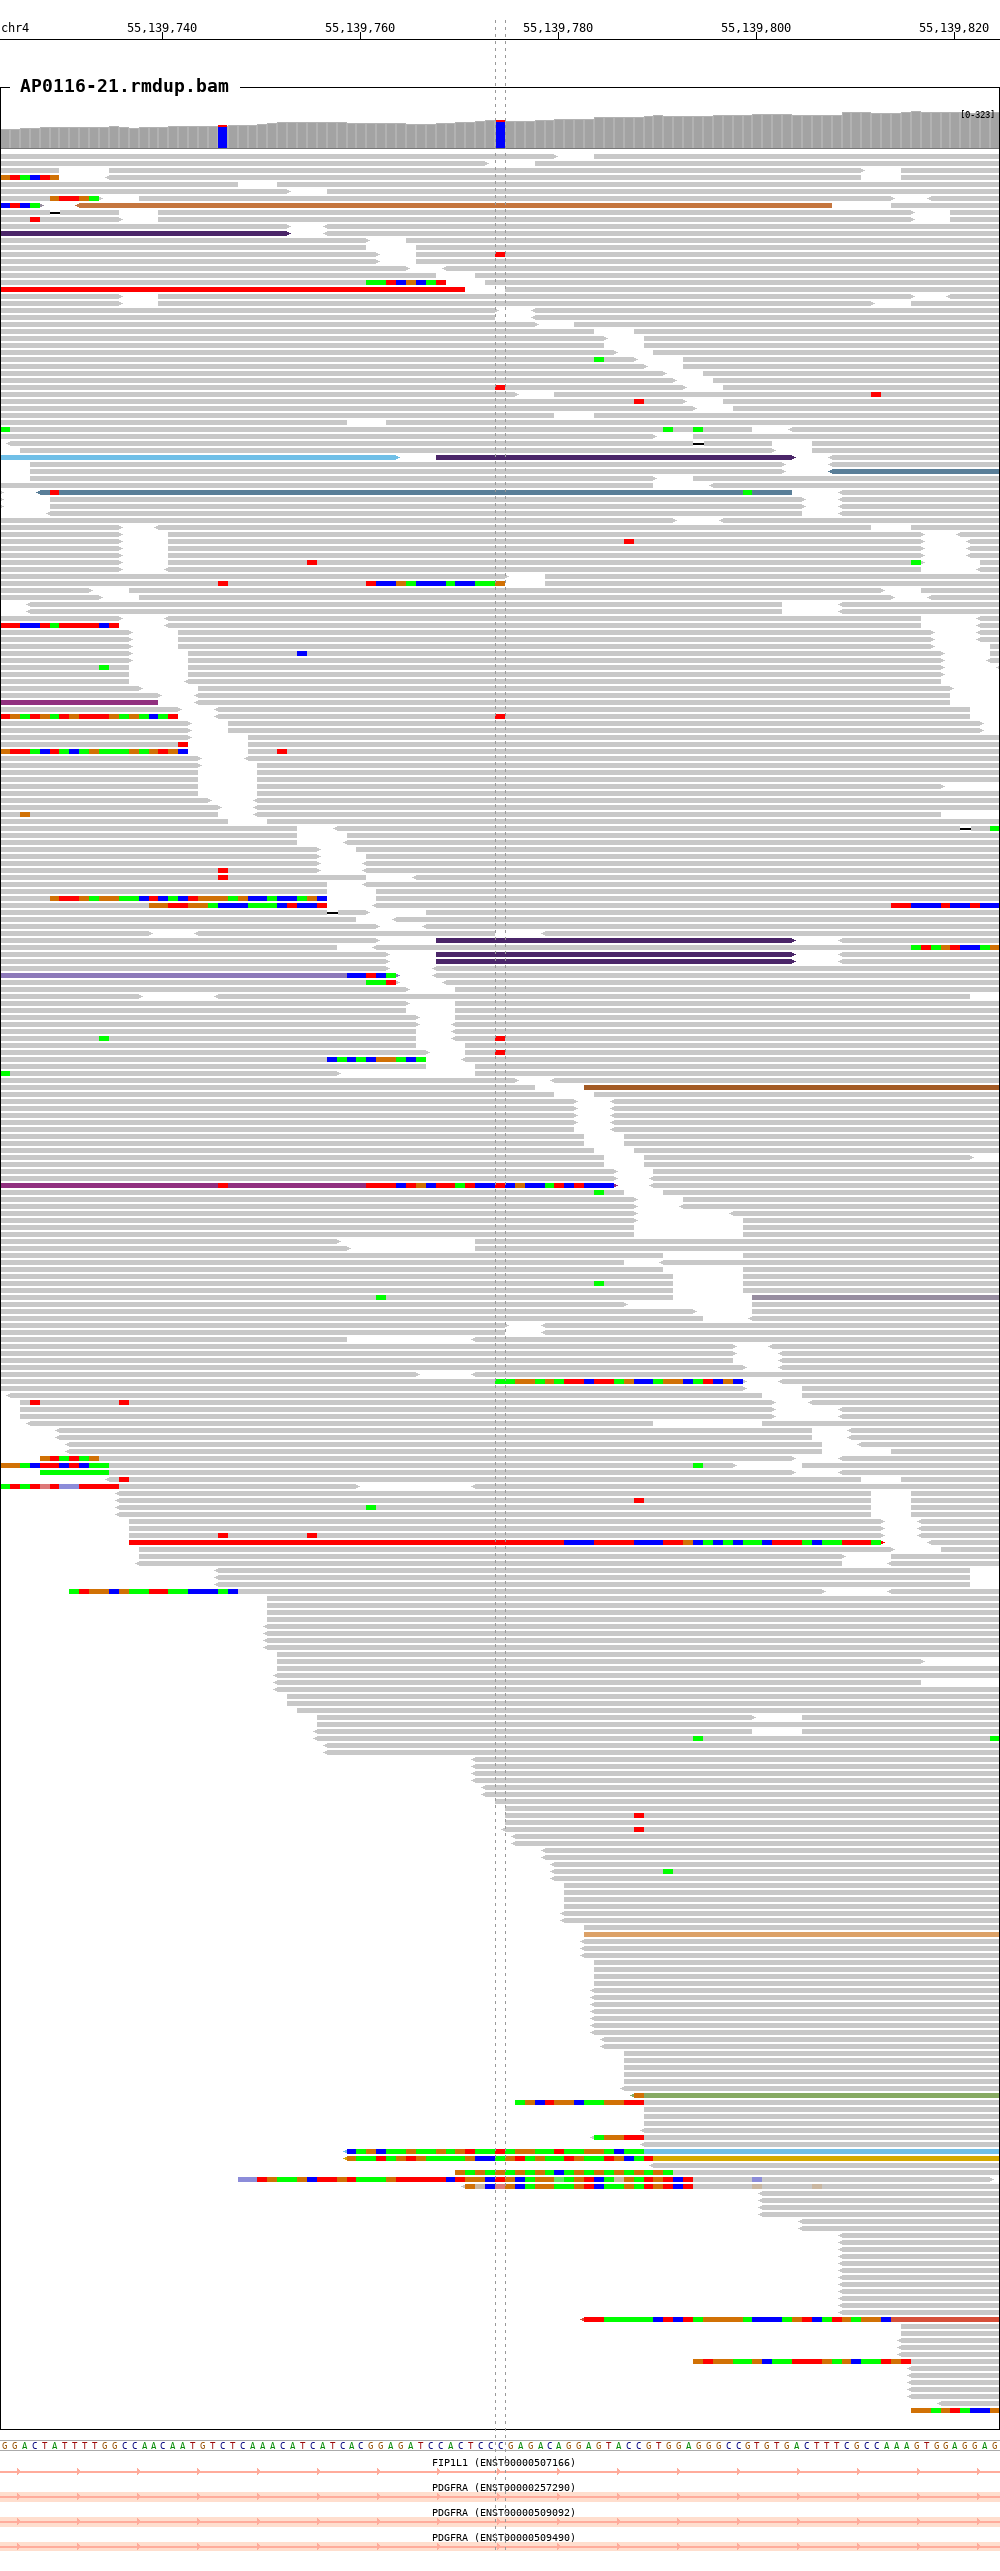 chr4 55,139,740 55,139,760 55,139,780 55,139,800 55,139,820
AP0116-21.rmdup.bam
[0-323]
GGACTATTTTGGCCAACAATGTCTCAAACATCATCACGGAGATCCACTCCCGAGACAGGAGTACCGTGGAGGGCCGTGTGACTTTCGCCAAAGTGGAGGAG
FIP1L1 (ENST00000507166)
PDGFRA (ENST00000257290)
PDGFRA (ENST00000509092)
PDGFRA (ENST00000509490)